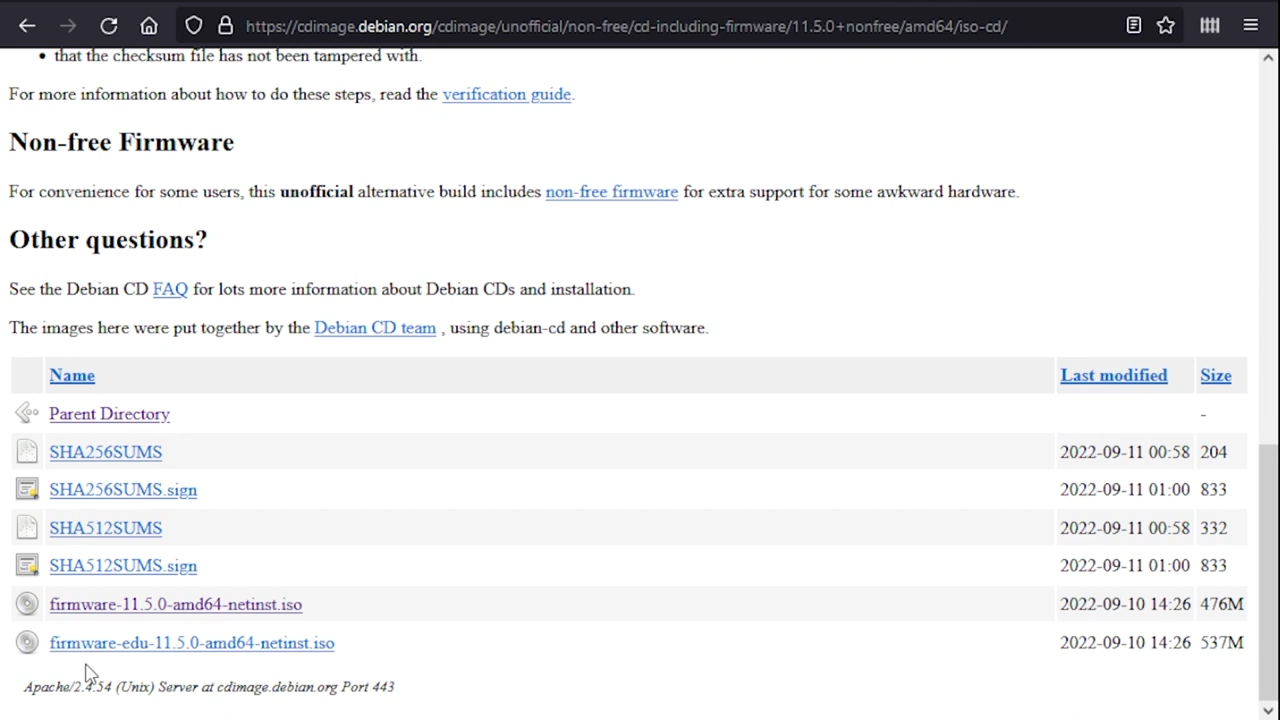 https://cdimage.debian.org/cdimage/unofficial/non-free/cd-including-firmware/11.5.0+nonfree/amd64/iso-cd/
• that the checksum file has not been tampered with.
For more information about how to do these steps, read the verification guide.
Non-free Firmware
For convenience for some users, this unofficial alternative build includes non-free firmware for extra support for some awkward hardware.
Other questions?
See the Debian CD FAQ for lots more information about Debian CDs and installation.
The images here were put together by the Debian CD team , using debian-cd and other software.
Name Last modified Size
Parent Directory -
SHA256SUMS 2022-09-11 00:58 204
SHA256SUMS.sign 2022-09-11 01:00 833
SHA512SUMS 2022-09-11 00:58 332
SHA512SUMS.sign 2022-09-11 01:00 833
firmware-11.5.0-amd64-netinst.iso 2022-09-10 14:26 476M
firmware-edu-11.5.0-amd64-netinst.iso 2022-09-10 14:26 537M
Apache/2.4.54 (Unix) Server at cdimage.debian.org Port 443